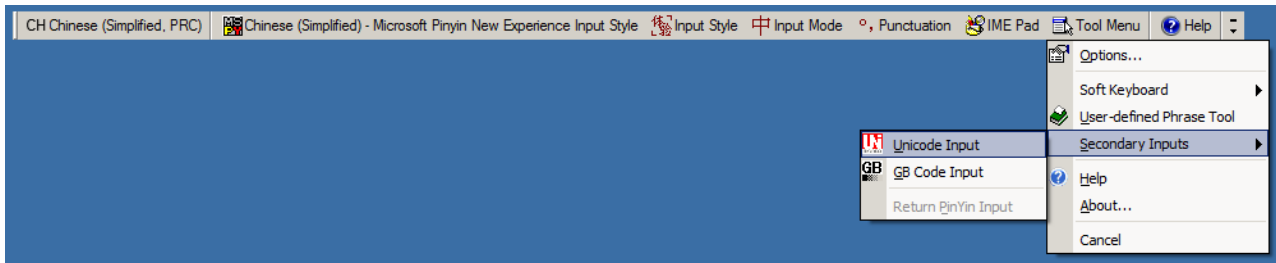 CH Chinese (Simplified, PRC) Chinese (Simplified) - Microsoft Pinyin New Experience Input Style Input Style 中 Input Mode °, Punctuation IME Pad Tool Menu Help
Options...
Soft Keyboard
User-defined Phrase Tool
Secondary Inputs
Help
About...
Cancel
Unicode Input
GB GB Code Input
Return PinYin Input